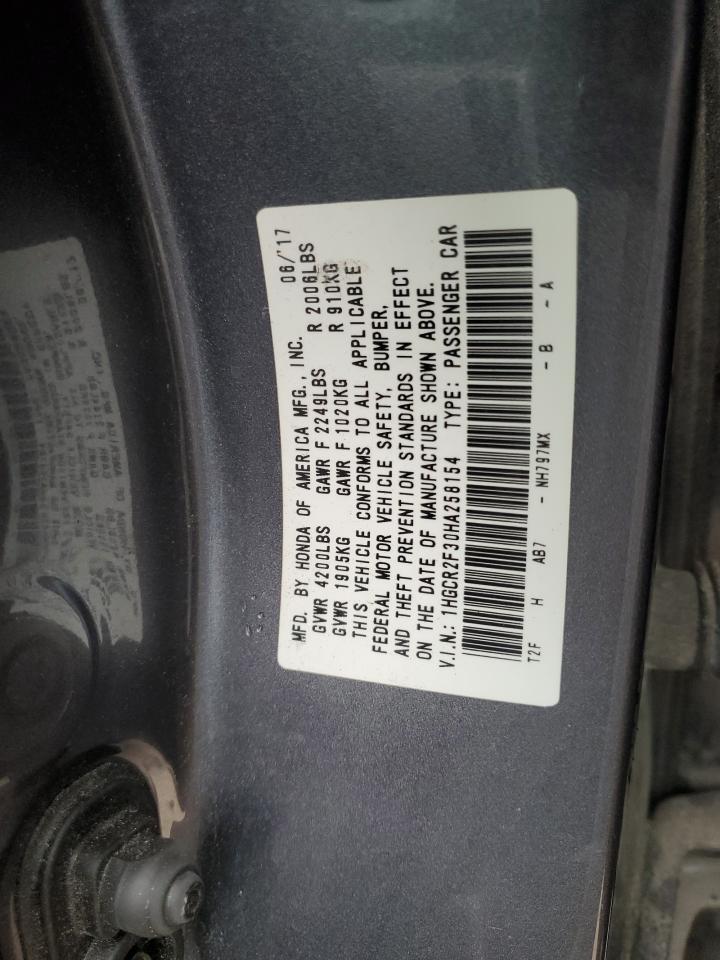 MFD. BY HONDA OF AMERICA MFG., INC. 06/'17
GVWR 4200LBS GAWR F 2249LBS R 2006LBS
GVWR 1905KG GAWR F 1020KG R 910KG
THIS VEHICLE CONFORMS TO ALL APPLICABLE
FEDERAL MOTOR VEHICLE SAFETY, BUMPER,
AND THEFT PREVENTION STANDARDS IN EFFECT
ON THE DATE OF MANUFACTURE SHOWN ABOVE.
V.I.N.: 1HGCR2F30HA258154 TYPE: PASSENGER CAR
T2F H AB7 - NH797MX - B - A